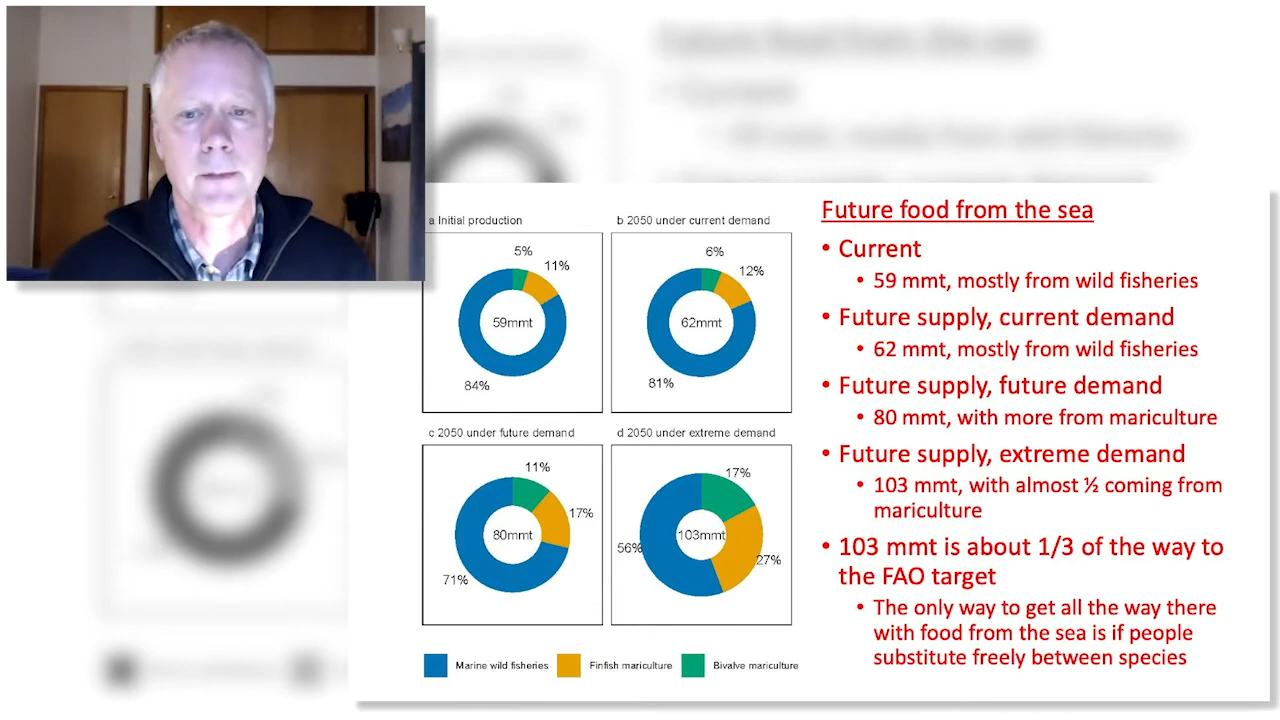 a Initial production
5%
11%
59mmt
84%
b 2050 under current demand
6%
12%
62mmt
81%
c 2050 under future demand
11%
17%
80mmt
71%
d 2050 under extreme demand
17%
56%
103mmt
27%
Marine wild fisheries
Finfish mariculture
Bivalve mariculture
Future food from the sea
• Current
• 59 mmt, mostly from wild fisheries
• Future supply, current demand
• 62 mmt, mostly from wild fisheries
• Future supply, future demand
• 80 mmt, with more from mariculture
• Future supply, extreme demand
• 103 mmt, with almost ½ coming from
mariculture
• 103 mmt is about 1/3 of the way to
the FAO target
• The only way to get all the way there
with food from the sea is if people
substitute freely between species